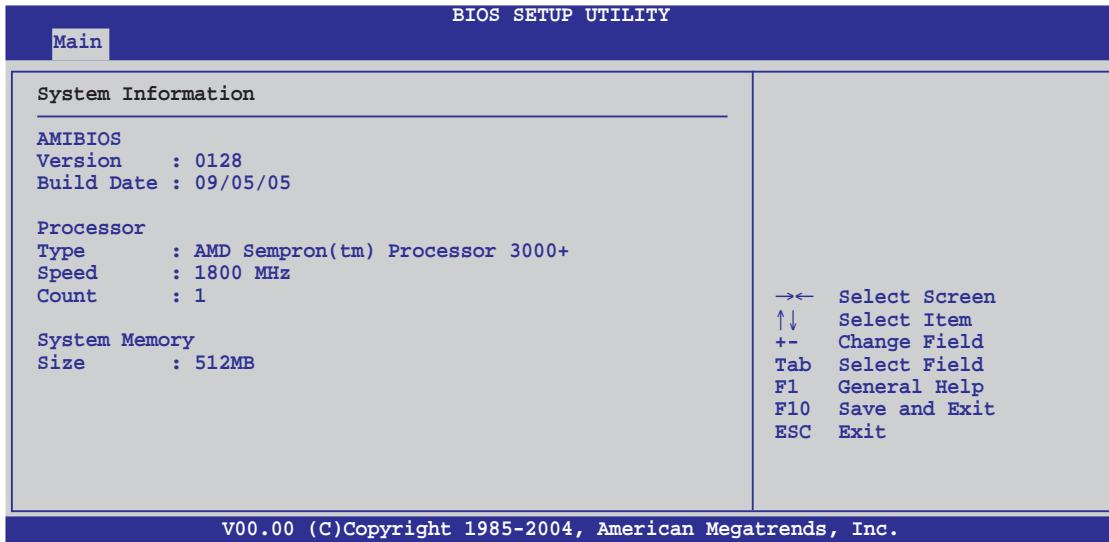 BIOS SETUP UTILITY
Main
System Information
AMIBIOS
Version : 0128
Build Date : 09/05/05
Processor
Type : AMD Sempron(tm) Processor 3000+
Speed : 1800 MHz
Count : 1
System Memory
Size : 512MB
→← Select Screen
↑↓ Select Item
+- Change Field
Tab Select Field
F1 General Help
F10 Save and Exit
ESC Exit
V00.00 (C)Copyright 1985-2004, American Megatrends, Inc.